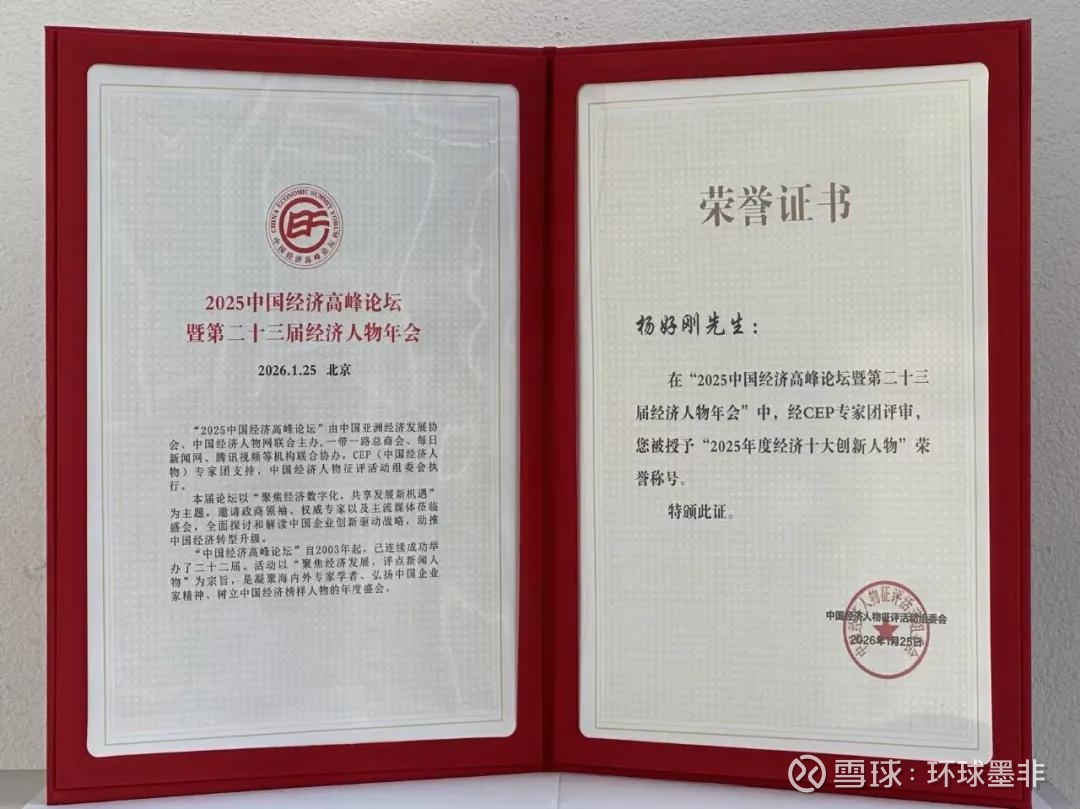 CHINA ECONOMIC SUMMIT FORUM
中国经济高峰论坛
2025中国经济高峰论坛
暨第二十三届经济人物年会
2026.1.25 北京
“2025中国经济高峰论坛”由中国亚洲经济发展协
会、中国经济人物网联合主办,一带一路总商会、每日
新闻网、腾讯视频等机构联合协办，CEP（中国经济人
物）专家团支持，中国经济人物征评活动组委会执
行。
本届论坛以“聚焦经济数字化，共享发展新机遇”
为主题，邀请政商领袖、权威专家以及主流媒体莅临
盛会，全面探讨和解读中国企业创新驱动战略，助推
中国经济转型升级。
“中国经济高峰论坛”自2003年起，已连续成功举
办了二十二届。活动以“聚焦经济发展，评点新闻人
物”为宗旨，是凝聚海内外专家学者、弘扬中国企业
家精神、树立中国经济榜样人物的年度盛会。
荣誉证书
杨好刚先生：
在“2025中国经济高峰论坛暨第二十三
届经济人物年会”中，经CEP专家团评审，
您被授予“2025年度经济十大创新人物”荣
誉称号。
特颁此证。
中国经济人物征评活动组委会
2026年1月25日
中国经济人物征评活动组委会
雪球：环球墨非